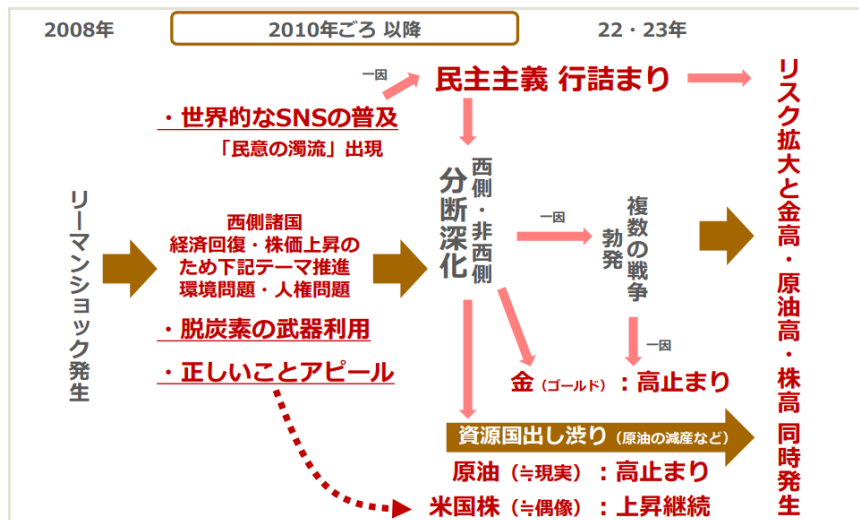 2008年
2010年ごろ 以降
22・23年
一因
民主主義 行詰まり
・世界的なSNSの普及
「民意の濁流」出現
リーマンショック発生
西側諸国
経済回復・株価上昇の
ため下記テーマ推進
環境問題・人権問題
・脱炭素の武器利用
・正しいことアピール
西側・非西側
分断深化
一因
複数の戦争
勃発
一因
金（ゴールド）：高止まり
資源国出し渋り（原油の減産など）
原油（≒現実）：高止まり
米国株（≒偶像）：上昇継続
リスク拡大と金高・原油高・株高 同時発生